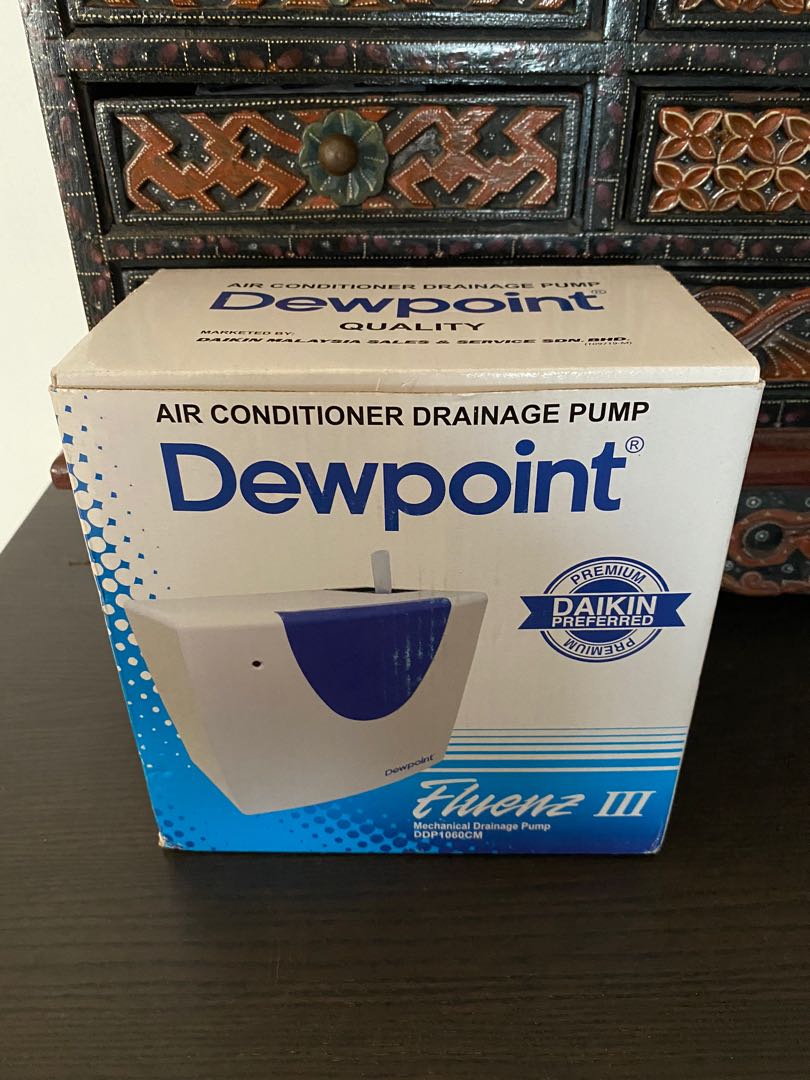 AIR CONDITIONER DRAINAGE PUMP
Dewpoint®
QUALITY
MARKETED BY:
DAIKIN MALAYSIA SALES & SERVICE SDN. BHD.
(109719-M)
AIR CONDITIONER DRAINAGE PUMP
Dewpoint®
PREMIUM
DAIKIN
PREFERRED
PREMIUM
Dewpoint
Fluenz III
Mechanical Drainage Pump
DDP1060CM